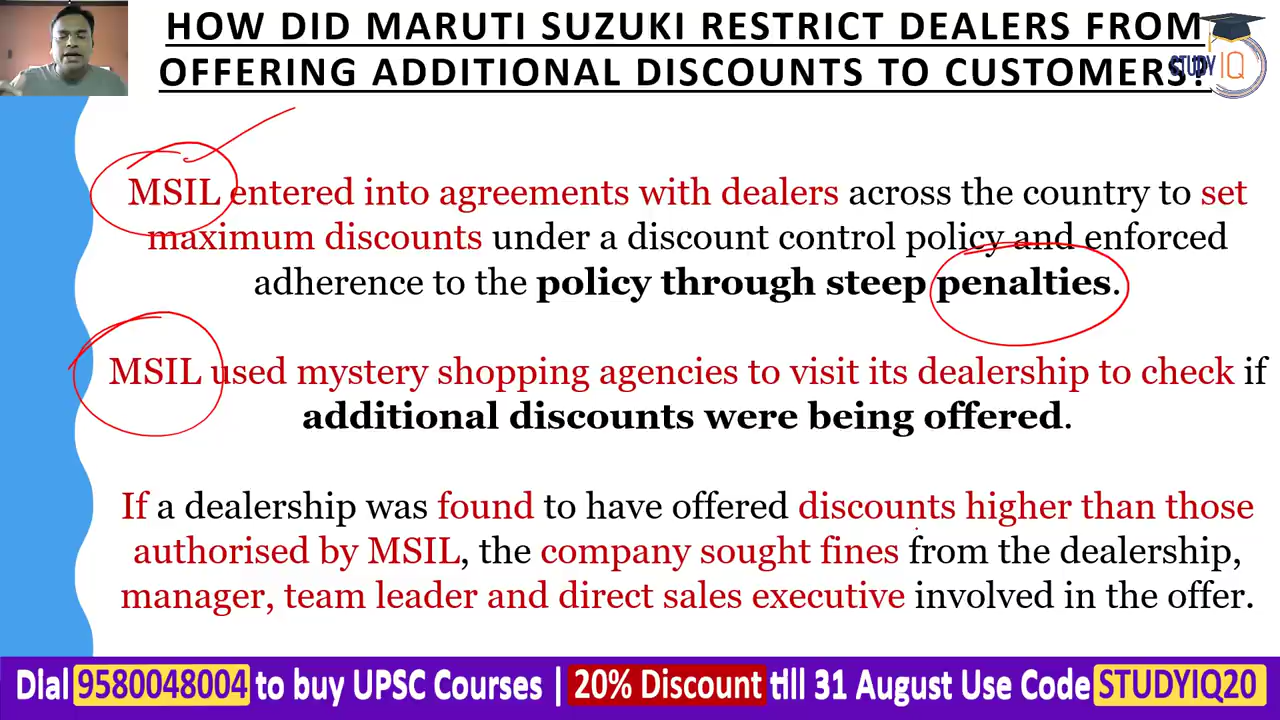 HOW DID MARUTI SUZUKI RESTRICT DEALERS FROM
OFFERING ADDITIONAL DISCOUNTS TO CUSTOMERS?
STUDY IQ
MSIL entered into agreements with dealers across the country to set
maximum discounts under a discount control policy and enforced
adherence to the policy through steep penalties.
MSIL used mystery shopping agencies to visit its dealership to check if
additional discounts were being offered.
If a dealership was found to have offered discounts higher than those
authorised by MSIL, the company sought fines from the dealership,
manager, team leader and direct sales executive involved in the offer.
Dial 9580048004 to buy UPSC Courses | 20% Discount till 31 August Use Code STUDYIQ20